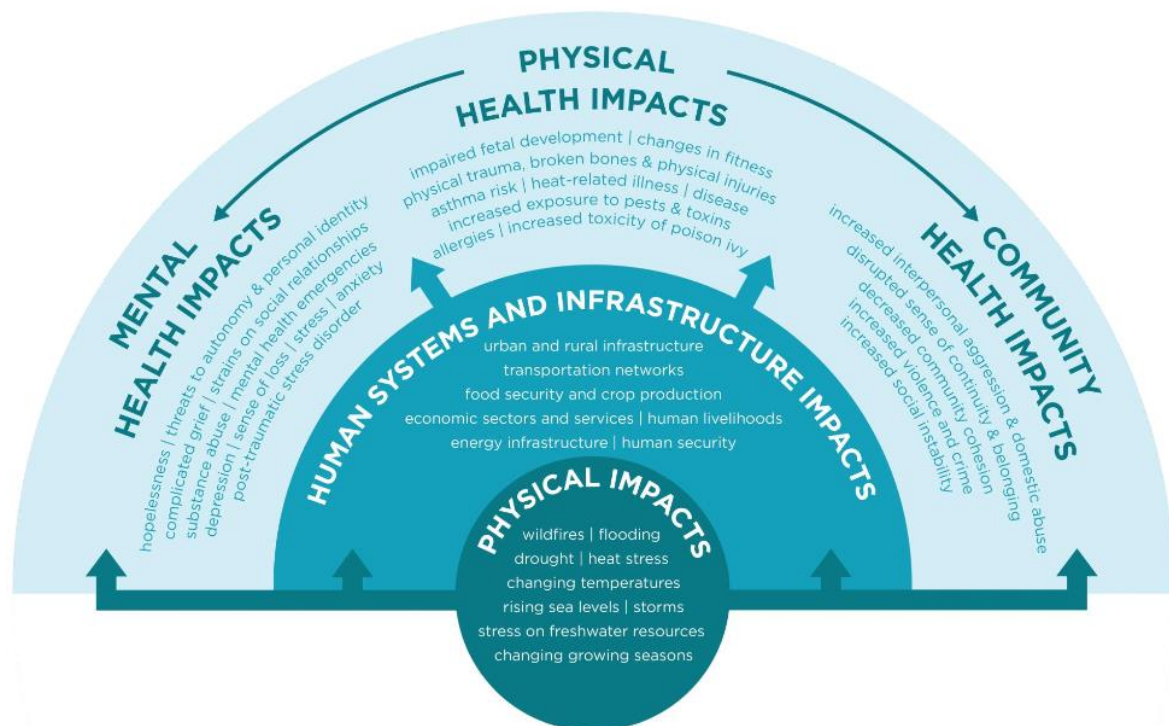 PHYSICAL
HEALTH IMPACTS
impaired fetal development | changes in fitness
physical trauma, broken bones & physical injuries
asthma risk | heat-related illness | disease
increased exposure to pests & toxins
allergies | increased toxicity of poison ivy
MENTAL
HEALTH IMPACTS
hopelessness | threats to autonomy & personal identity
complicated grief | strains on social relationships
substance abuse | mental health emergencies
depression | sense of loss | stress | anxiety
post-traumatic stress disorder
COMMUNITY
HEALTH IMPACTS
increased interpersonal aggression & domestic abuse
disrupted sense of continuity & belonging
decreased community cohesion
increased violence and crime
increased social instability
HUMAN SYSTEMS AND INFRASTRUCTURE IMPACTS
urban and rural infrastructure
transportation networks
food security and crop production
economic sectors and services | human livelihoods
energy infrastructure | human security
PHYSICAL IMPACTS
wildfires | flooding
drought | heat stress
changing temperatures
rising sea levels | storms
stress on freshwater resources
changing growing seasons